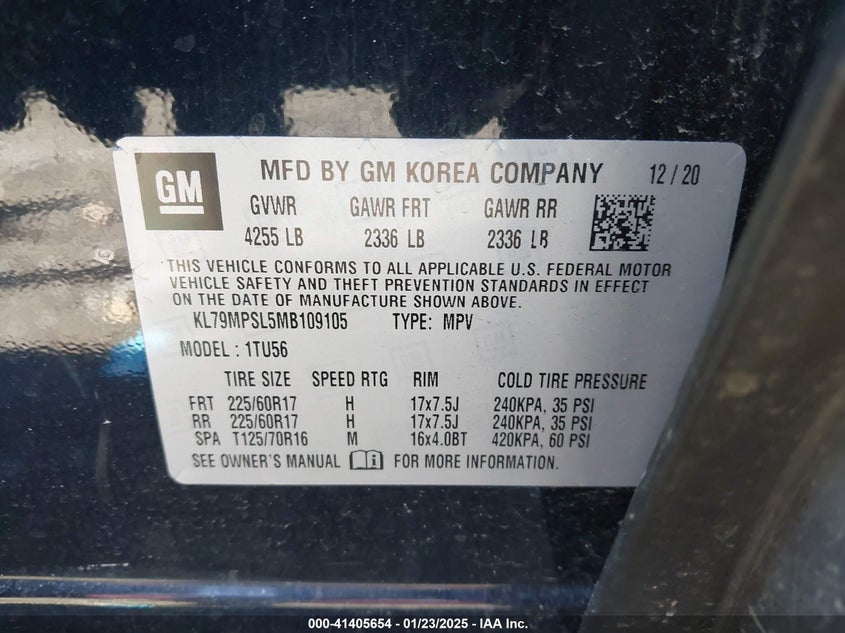 GM
MFD BY GM KOREA COMPANY 12/20
GVWR GAWR FRT GAWR RR
4255 LB 2336 LB 2336 LB
THIS VEHICLE CONFORMS TO ALL APPLICABLE U.S. FEDERAL MOTOR
VEHICLE SAFETY AND THEFT PREVENTION STANDARDS IN EFFECT
ON THE DATE OF MANUFACTURE SHOWN ABOVE.
KL79MPSL5MB109105 TYPE: MPV
MODEL : 1TU56
TIRE SIZE SPEED RTG RIM COLD TIRE PRESSURE
FRT 225/60R17 H 17x7.5J 240KPA, 35 PSI
RR 225/60R17 H 17x7.5J 240KPA, 35 PSI
SPA T125/70R16 M 16x4.0BT 420KPA, 60 PSI
SEE OWNER'S MANUAL FOR MORE INFORMATION.
000-41405654 - 01/23/2025 - IAA, Inc.